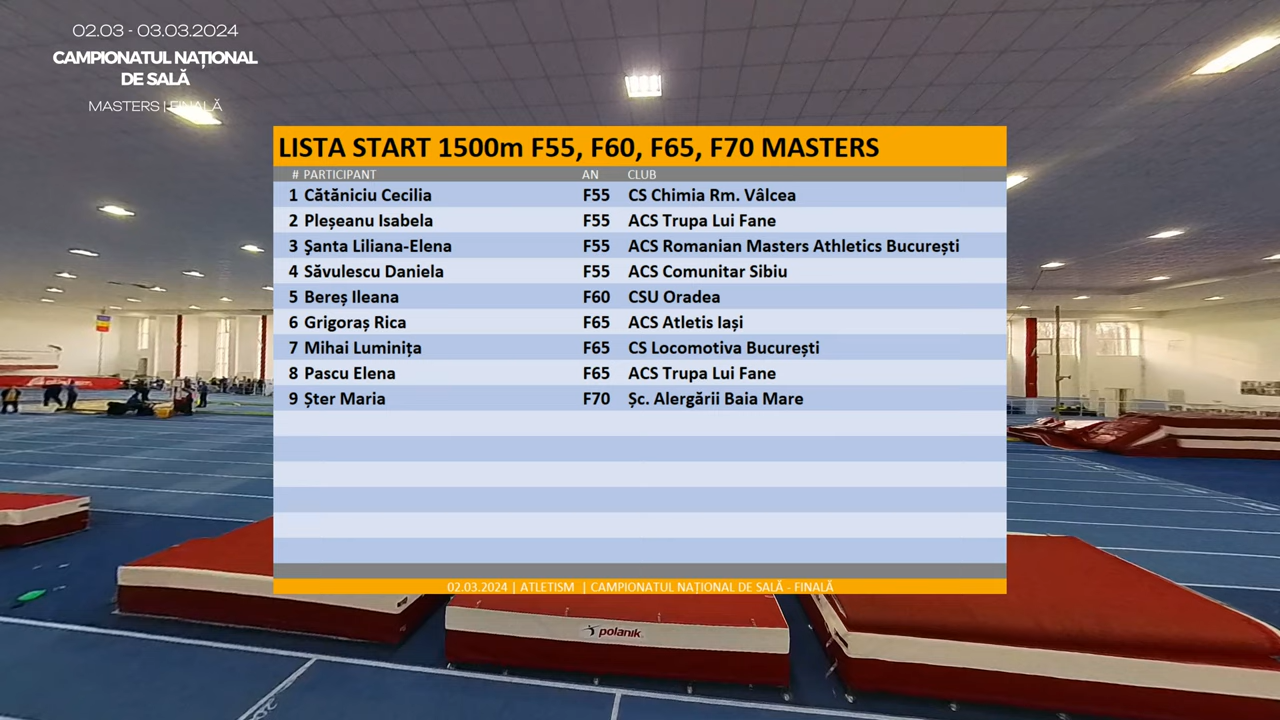 02.03 - 03.03.2024
CAMPIONATUL NAȚIONAL
DE SALĂ
MASTERS | FINALĂ
LISTA START 1500m F55, F60, F65, F70 MASTERS
# PARTICIPANT AN CLUB
1 Cătăniciu Cecilia F55 CS Chimia Rm. Vâlcea
2 Pleșeanu Isabela F55 ACS Trupa Lui Fane
3 Șanta Liliana-Elena F55 ACS Romanian Masters Athletics București
4 Săvulescu Daniela F55 ACS Comunitar Sibiu
5 Bereș Ileana F60 CSU Oradea
6 Grigoraș Rica F65 ACS Atletis Iași
7 Mihai Luminița F65 CS Locomotiva București
8 Pascu Elena F65 ACS Trupa Lui Fane
9 Șter Maria F70 Șc. Alergării Baia Mare
02.03.2024 | ATLETISM | CAMPIONATUL NAȚIONAL DE SALĂ - FINALĂ
polanik